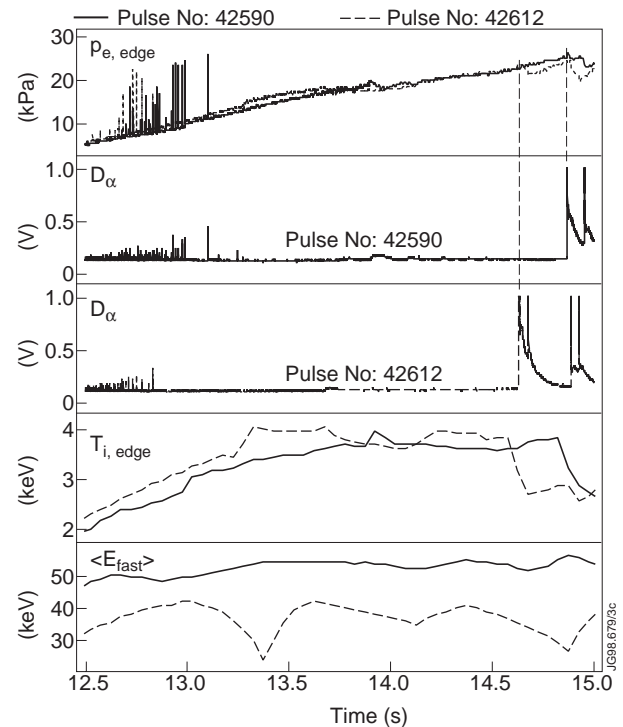 Pulse No: 42590 Pulse No: 42612
p e, edge
(kPa)
30
20
10
Dα
(V)
1.0
0.5
0
Pulse No: 42590
Dα
(V)
1.0
0.5
0
Pulse No: 42612
T i, edge
(keV)
4
3
2
<E fast>
(keV)
50
40
30
12.5 13.0 13.5 14.0 14.5 15.0
Time (s)
JG98.679/3c